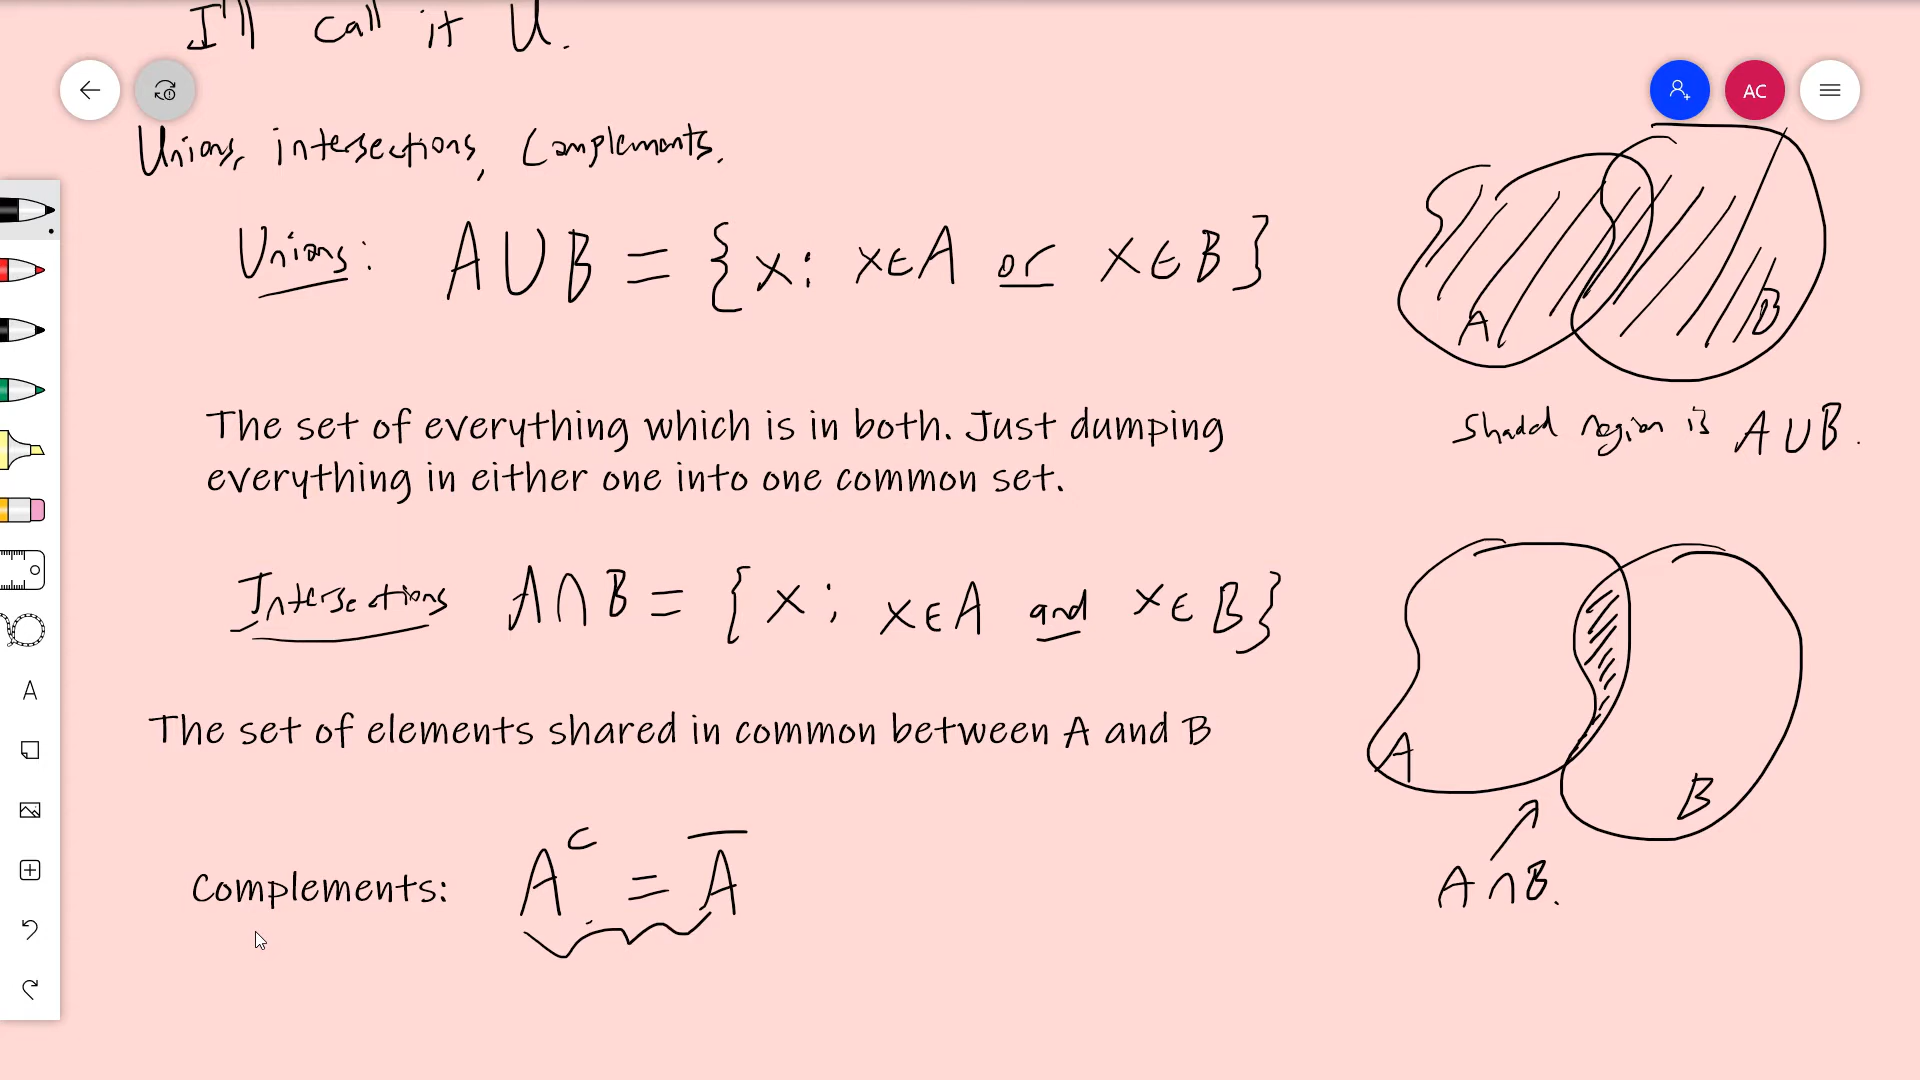 I'll call it U.
AC
Unions, intersections, Complements.
Unions: A ∪ B = { x : x ∈ A or x ∈ B }
A
B
Shaded region is A ∪ B.
The set of everything which is in both. Just dumping
everything in either one into one common set.
Intersections A ∩ B = { x ; x ∈ A and x ∈ B }
The set of elements shared in common between A and B
A
B
A ∩ B.
Complements: Aᶜ = A̅
A